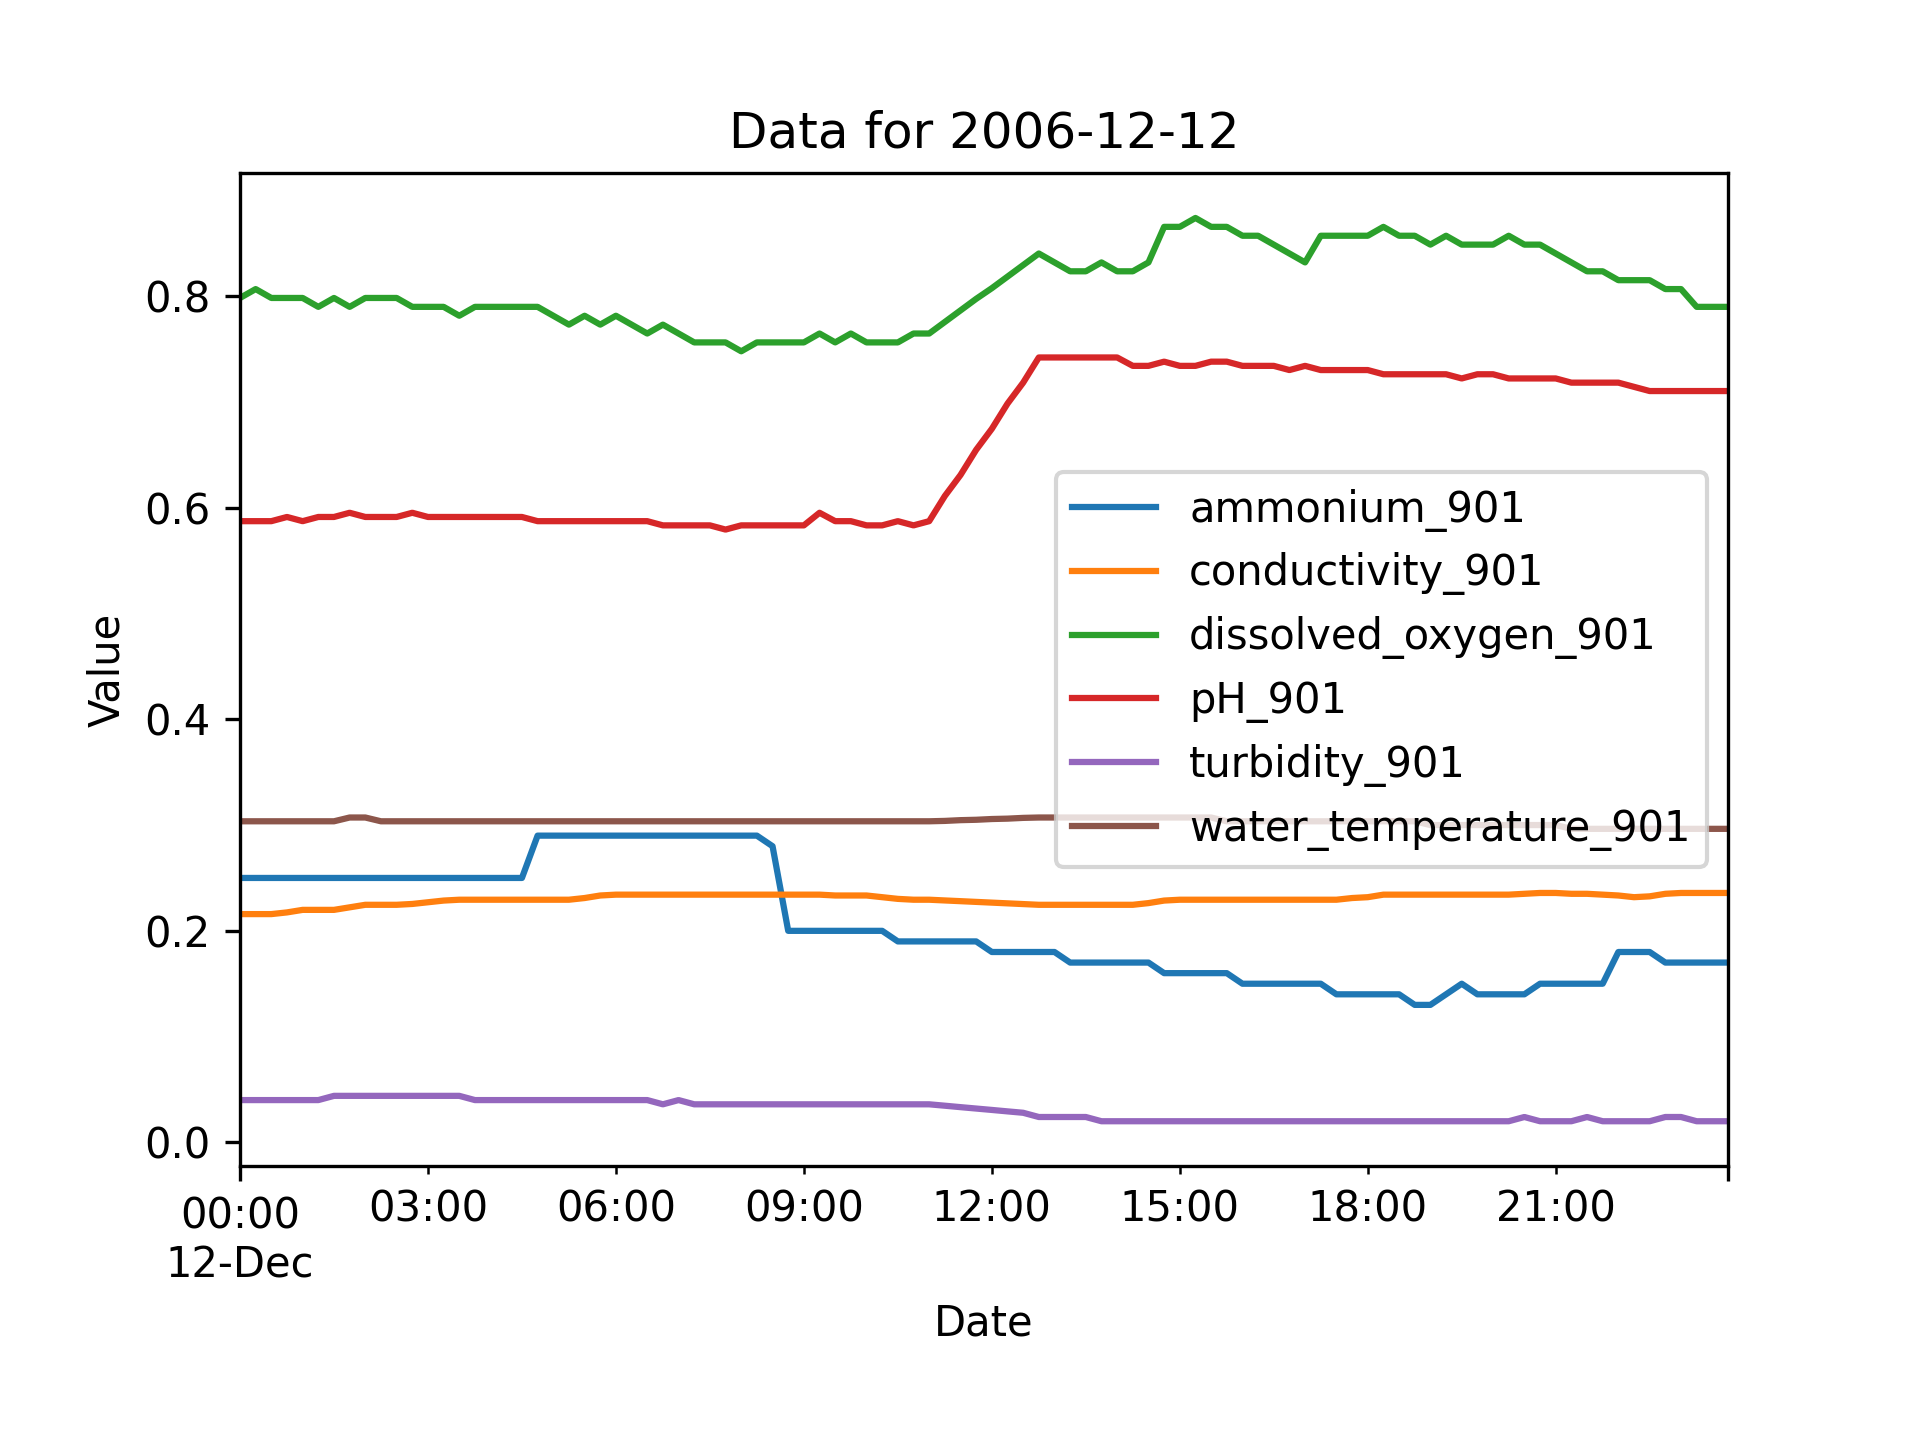 Data for 2006-12-12
0.8
0.6
0.4
0.2
0.0
Value
ammonium_901
conductivity_901
dissolved_oxygen_901
pH_901
turbidity_901
water_temperature_901
00:00 03:00 06:00 09:00 12:00 15:00 18:00 21:00
12-Dec
Date